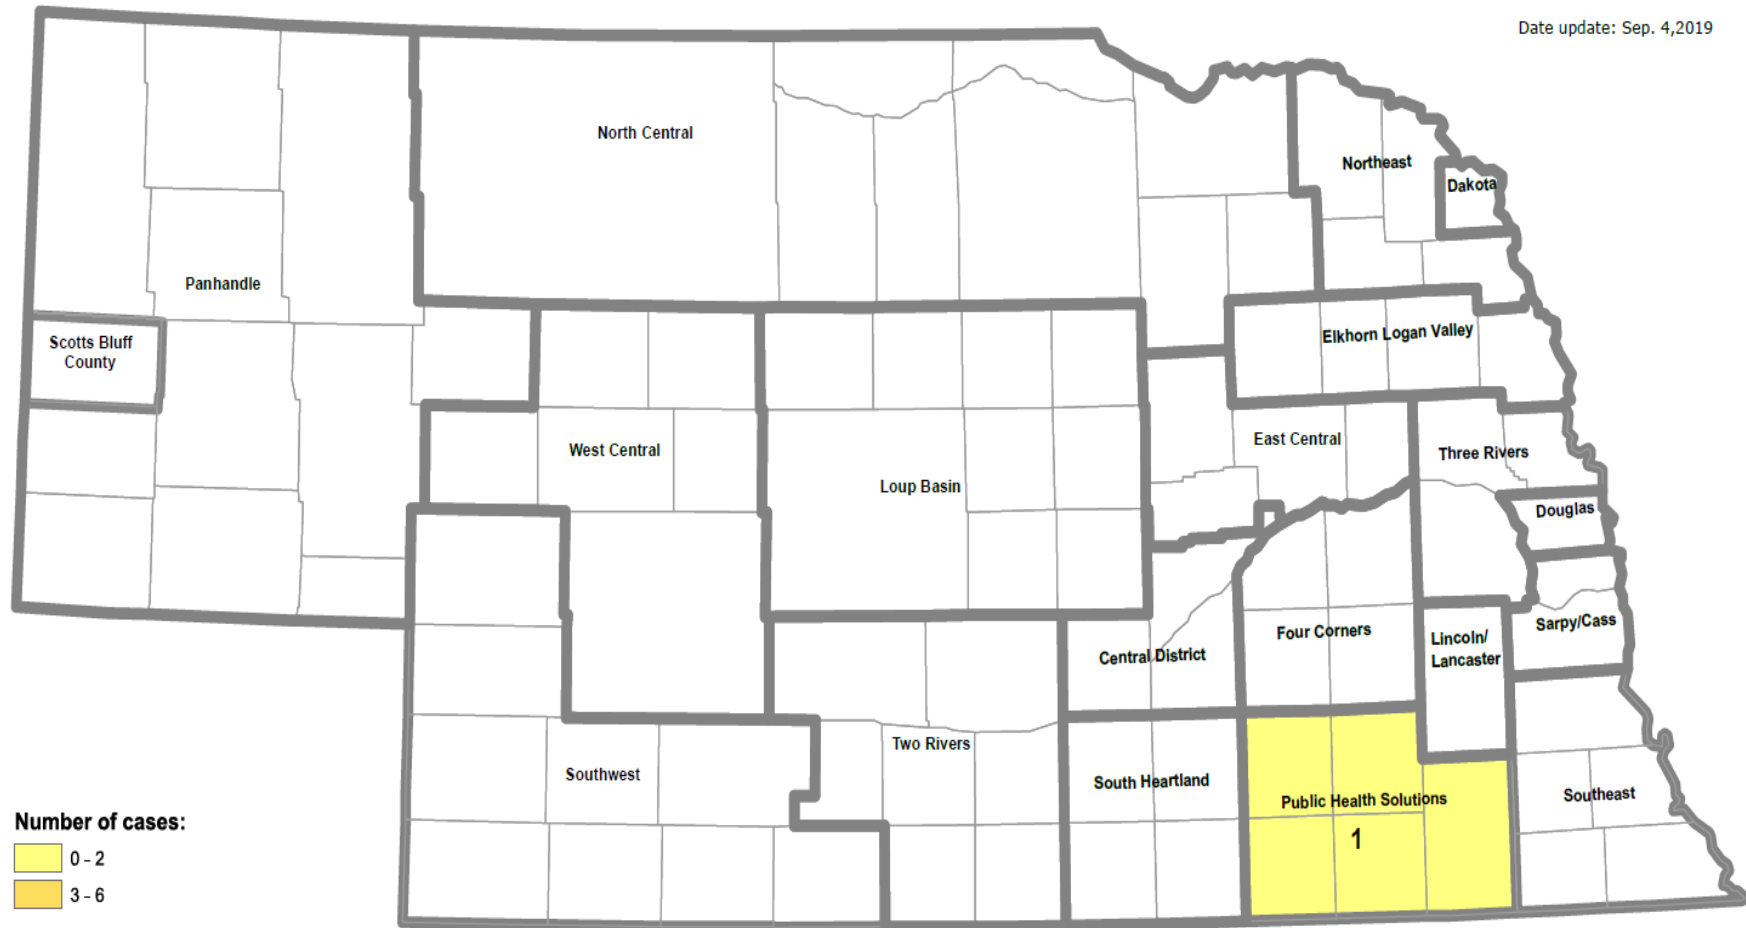 Date update: Sep. 4,2019
North Central
Northeast
Dakota
Panhandle
Scotts Bluff
County
Elkhorn Logan Valley
West Central
East Central
Three Rivers
Loup Basin
Douglas
Four Corners
Sarpy/Cass
Lincoln/
Lancaster
Central District
Two Rivers
Southwest
South Heartland
Public Health Solutions
1
Southeast
Number of cases:
0 - 2
3 - 6